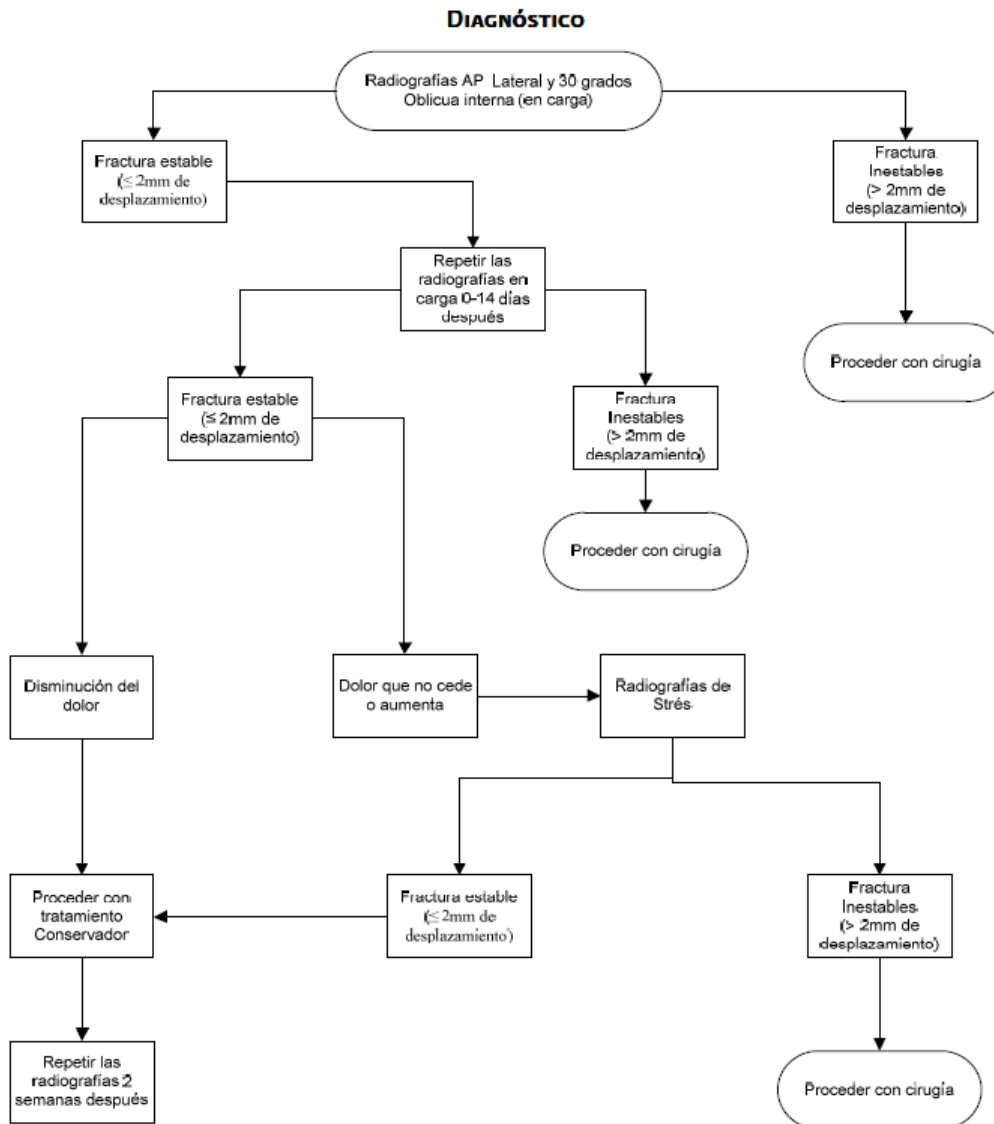 DIAGNÓSTICO
Radiografías AP Lateral y 30 grados
Oblicua interna (en carga)
Fractura estable
(≤ 2mm de
desplazamiento)
Fractura
Inestables
(> 2mm de
desplazamiento)
Repetir las
radiografías en
carga 0-14 días
después
Proceder con cirugía
Fractura estable
(≤ 2mm de
desplazamiento)
Fractura
Inestables
(> 2mm de
desplazamiento)
Proceder con cirugía
Disminución del
dolor
Dolor que no cede
o aumenta
Radiografías de
Strés
Proceder con
tratamiento
Conservador
Fractura estable
(≤ 2mm de
desplazamiento)
Fractura
Inestables
(> 2mm de
desplazamiento)
Repetir las
radiografías 2
semanas después
Proceder con cirugía